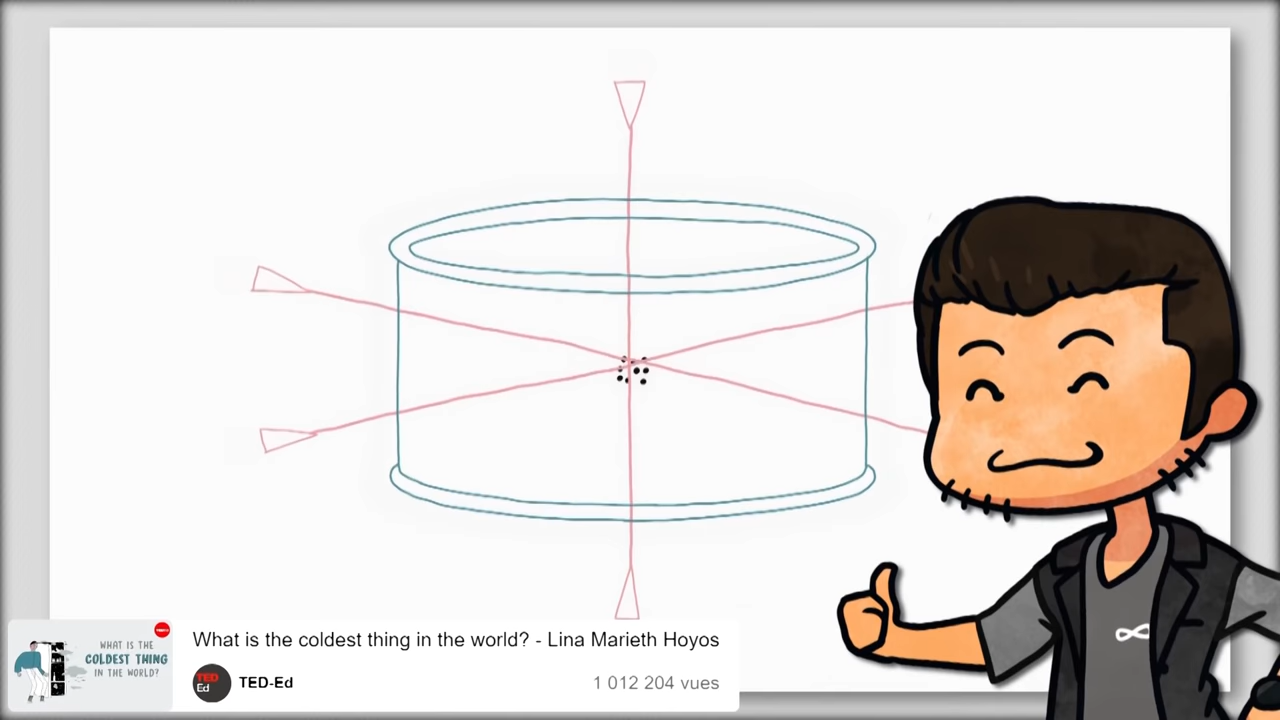 What is the coldest thing in the world? - Lina Marieth Hoyos
WHAT IS THE
COLDEST THING
IN THE WORLD?
TED
Ed
TED-Ed
1 012 204 vues